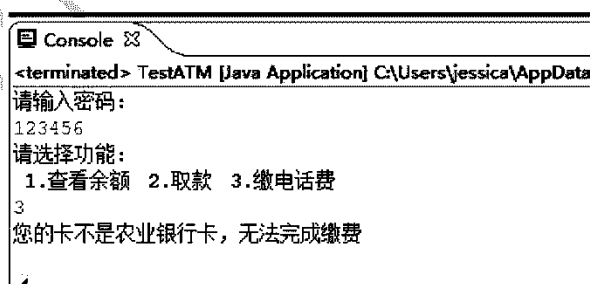 Console
<terminated> TestATM [Java Application] C:\Users\jessica\AppData
请输入密码:
123456
请选择功能:
1.查看余额 2.取款 3.缴电话费
3
您的卡不是农业银行卡，无法完成缴费